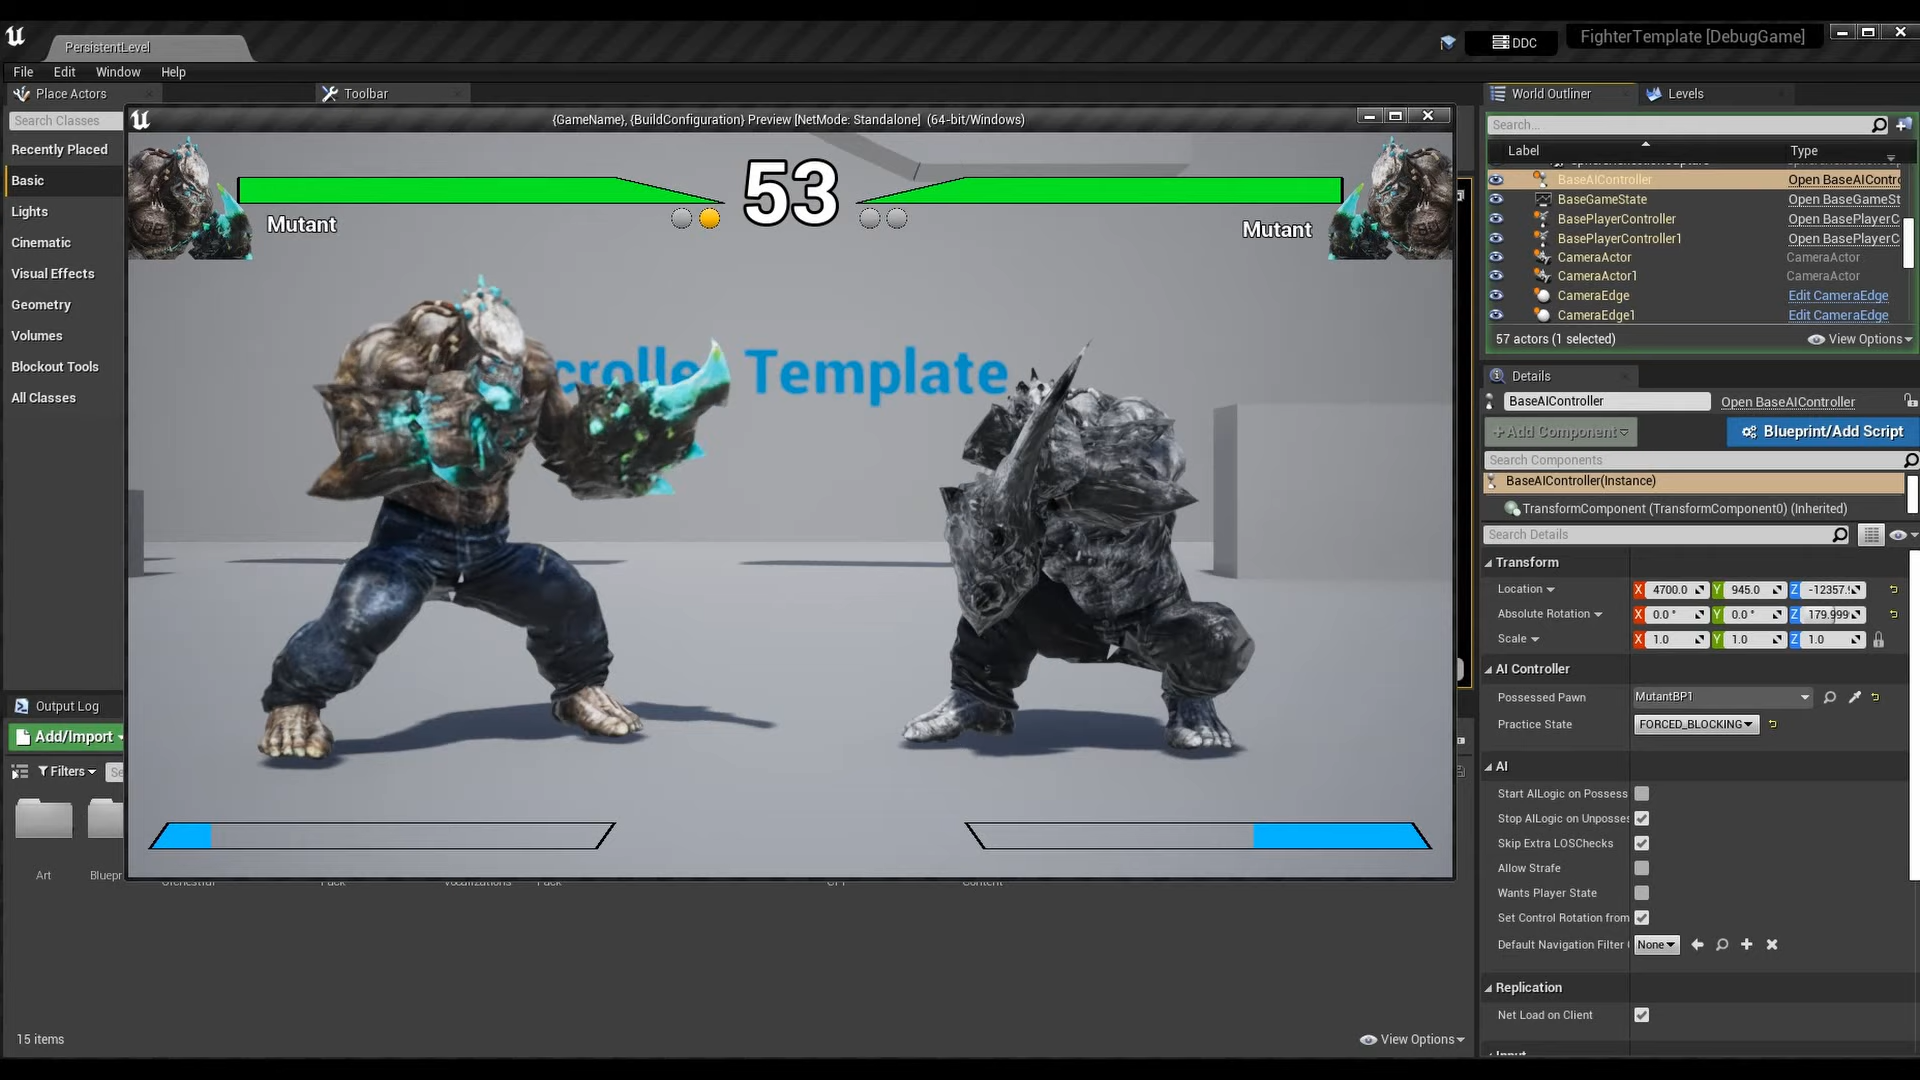 PersistentLevel
DDC
FighterTemplate [DebugGame]
File Edit Window Help
Place Actors
Toolbar
World Outliner
Levels
Search Classes
{GameName}, {BuildConfiguration} Preview [NetMode: Standalone] (64-bit/Windows)
Search...
Label Type
Recently Placed
Basic
Lights
Cinematic
Visual Effects
Geometry
Volumes
Blockout Tools
All Classes
53
Mutant
Mutant
Template
BaseAIController Open BaseAIContro
BaseGameState Open BaseGameSt
BasePlayerController Open BasePlayerC
BasePlayerController1 Open BasePlayerC
CameraActor CameraActor
CameraActor1 CameraActor
CameraEdge Edit CameraEdge
CameraEdge1 Edit CameraEdge
57 actors (1 selected)
View Options
Details
BaseAIController Open BaseAIController
+Add Component
Blueprint/Add Script
Search Components
BaseAIController(Instance)
TransformComponent (TransformComponent0) (Inherited)
Search Details
Transform
Location X 4700.0 Y 945.0 Z -12357.
Absolute Rotation X 0.0 ° Y 0.0 ° Z 179.999
Scale X 1.0 Y 1.0 Z 1.0
AI Controller
Possessed Pawn MutantBP1
Practice State FORCED_BLOCKING
AI
Start AILogic on Possess
Stop AILogic on Unposses
Skip Extra LOSChecks
Allow Strafe
Wants Player State
Set Control Rotation from
Default Navigation Filter None
Replication
Net Load on Client
Output Log
Add/Import
Filters
Art
Bluepr
15 items
View Options